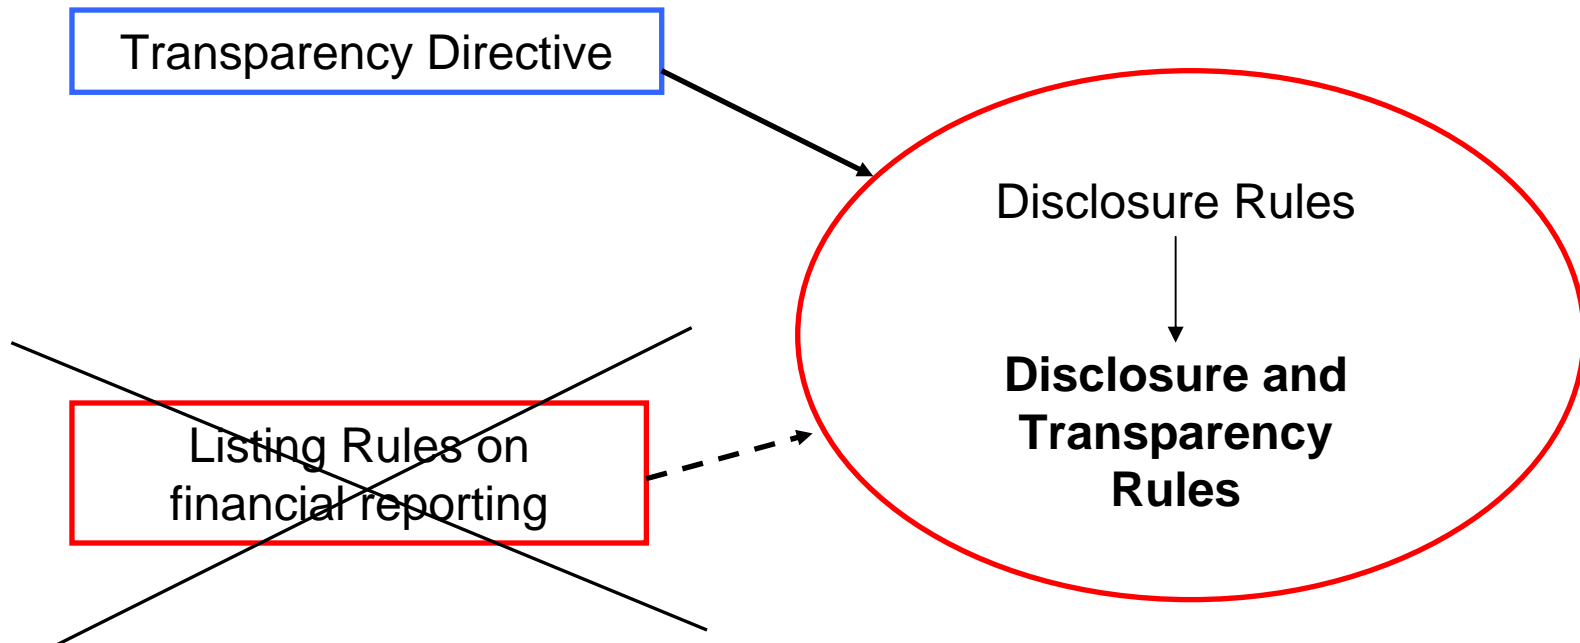 Transparency Directive
Disclosure Rules
Disclosure and
Transparency
Rules
Listing Rules on
financial reporting